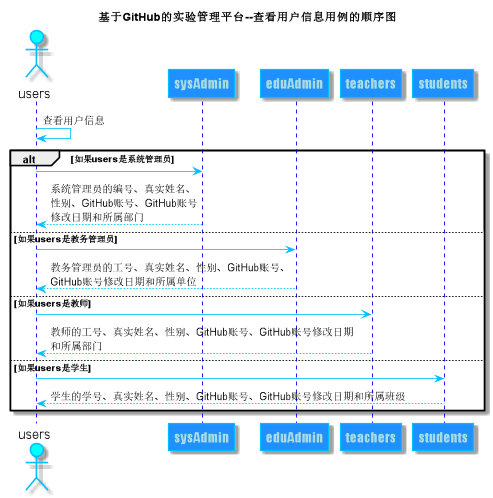 基于GitHub的实验管理平台--查看用户信息用例的顺序图
users
sysAdmin
eduAdmin
teachers
students
查看用户信息
alt
[如果users是系统管理员]
系统管理员的编号、真实姓名、
性别、GitHub账号、GitHub账号
修改日期和所属部门
[如果users是教务管理员]
教务管理员的工号、真实姓名、性别、GitHub账号、
GitHub账号修改日期和所属单位
[如果users是教师]
教师的工号、真实姓名、性别、GitHub账号、GitHub账号修改日期
和所属部门
[如果users是学生]
学生的学号、真实姓名、性别、GitHub账号、GitHub账号修改日期和所属班级
users
sysAdmin
eduAdmin
teachers
students